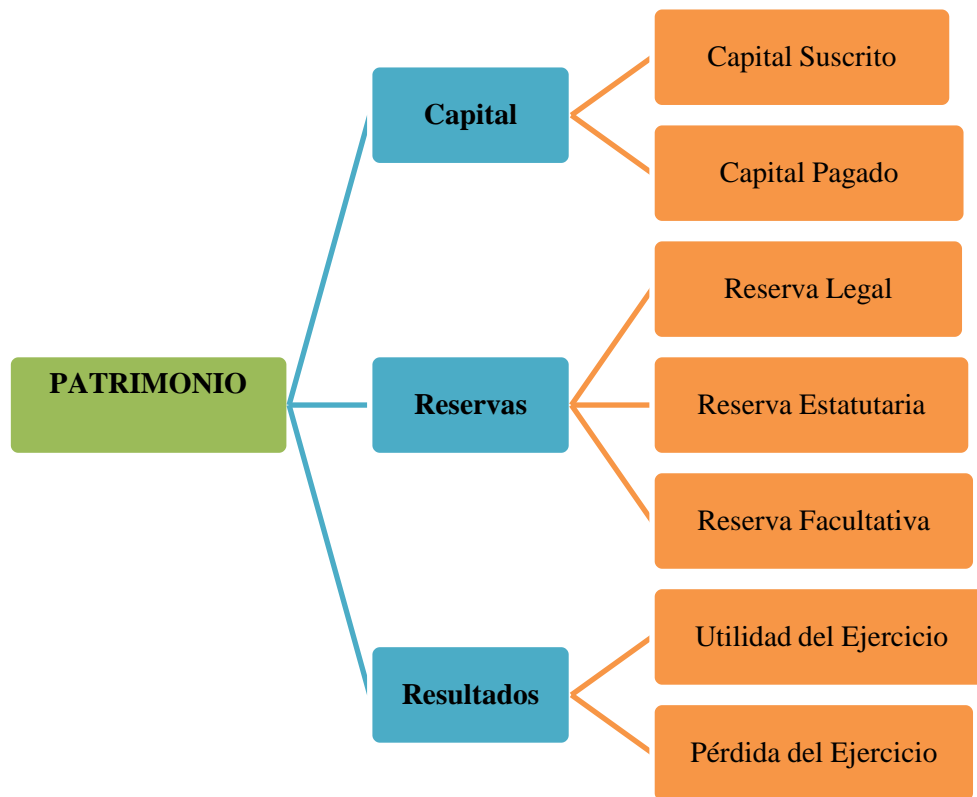 PATRIMONIO
Capital
Capital Suscrito
Capital Pagado
Reservas
Reserva Legal
Reserva Estatutaria
Reserva Facultativa
Resultados
Utilidad del Ejercicio
Pérdida del Ejercicio